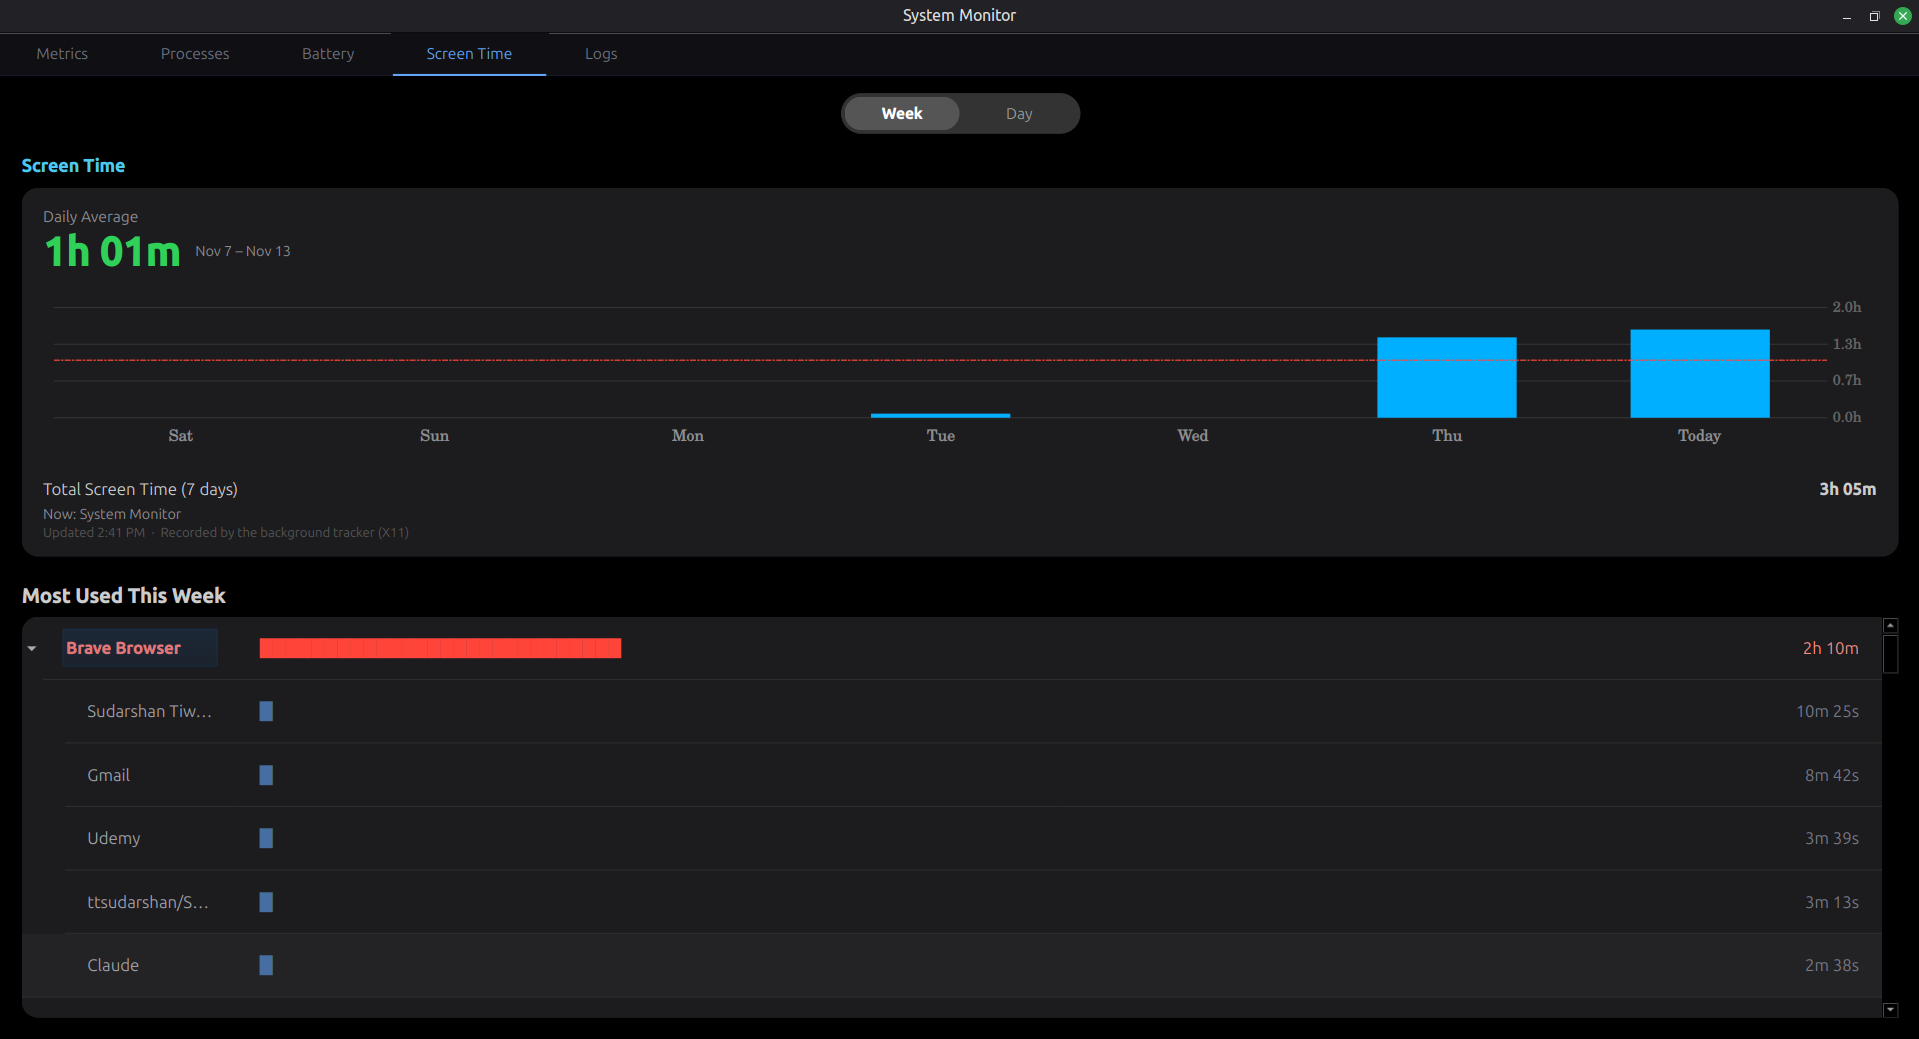 System Monitor
Metrics Processes Battery Screen Time Logs
Week Day
Screen Time
Daily Average
1h 01m Nov 7 – Nov 13
2.0h
1.3h
0.7h
0.0h
Sat Sun Mon Tue Wed Thu Today
Total Screen Time (7 days) 3h 05m
Now: System Monitor
Updated 2:41 PM · Recorded by the background tracker (X11)
Most Used This Week
Brave Browser 2h 10m
Sudarshan Tiw… 10m 25s
Gmail 8m 42s
Udemy 3m 39s
ttsudarshan/S… 3m 13s
Claude 2m 38s